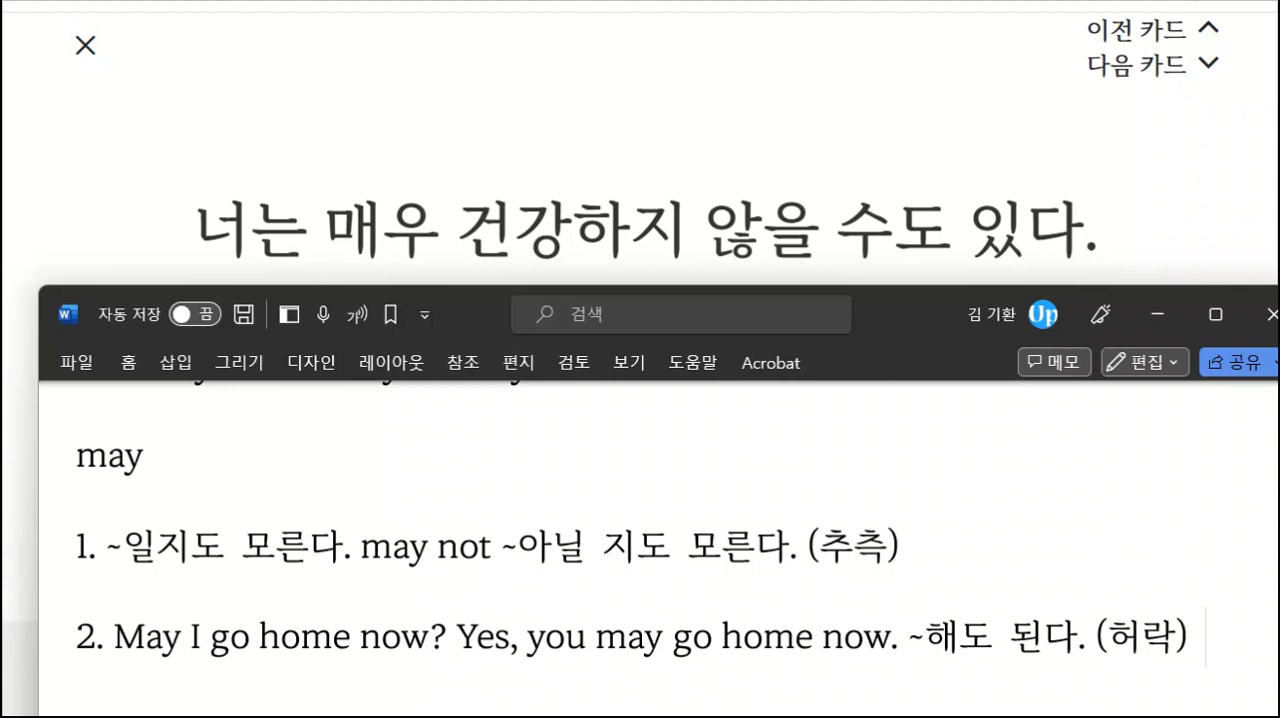 이전 카드
다음 카드
너는 매우 건강하지 않을 수도 있다.
자동 저장 끔 검색 김 기환 Up
파일 홈 삽입 그리기 디자인 레이아웃 참조 편지 검토 보기 도움말 Acrobat 메모 편집 공유
may
1. ~일지도 모른다. may not ~아닐 지도 모른다. (추측)
2. May I go home now? Yes, you may go home now. ~해도 된다. (허락)